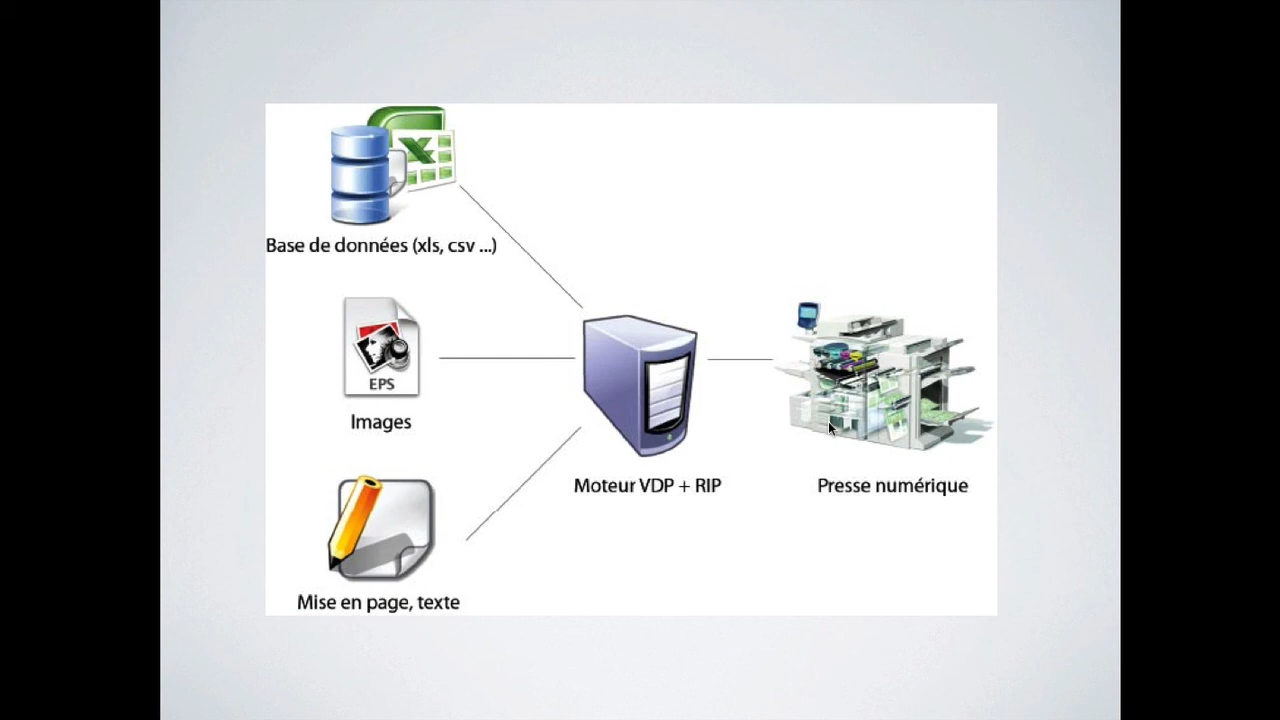 Base de données (xls, csv ...)
EPS
Images
Moteur VDP + RIP
Presse numérique
Mise en page, texte